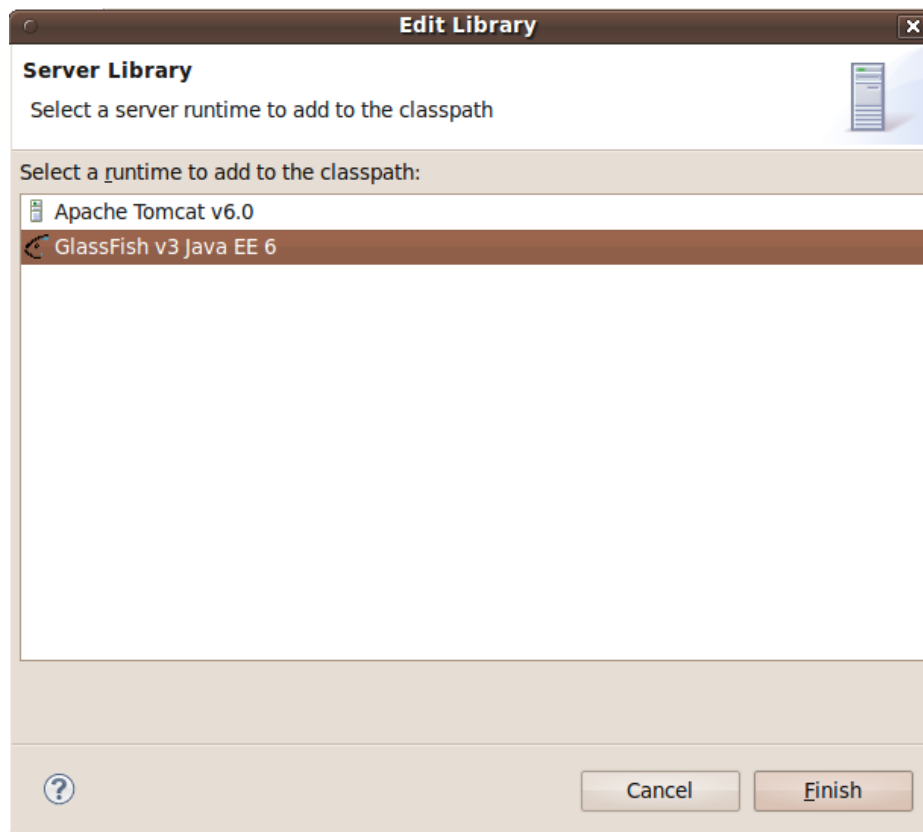 Edit Library
Server Library
Select a server runtime to add to the classpath
Select a runtime to add to the classpath:
Apache Tomcat v6.0
GlassFish v3 Java EE 6
?
Cancel
Finish